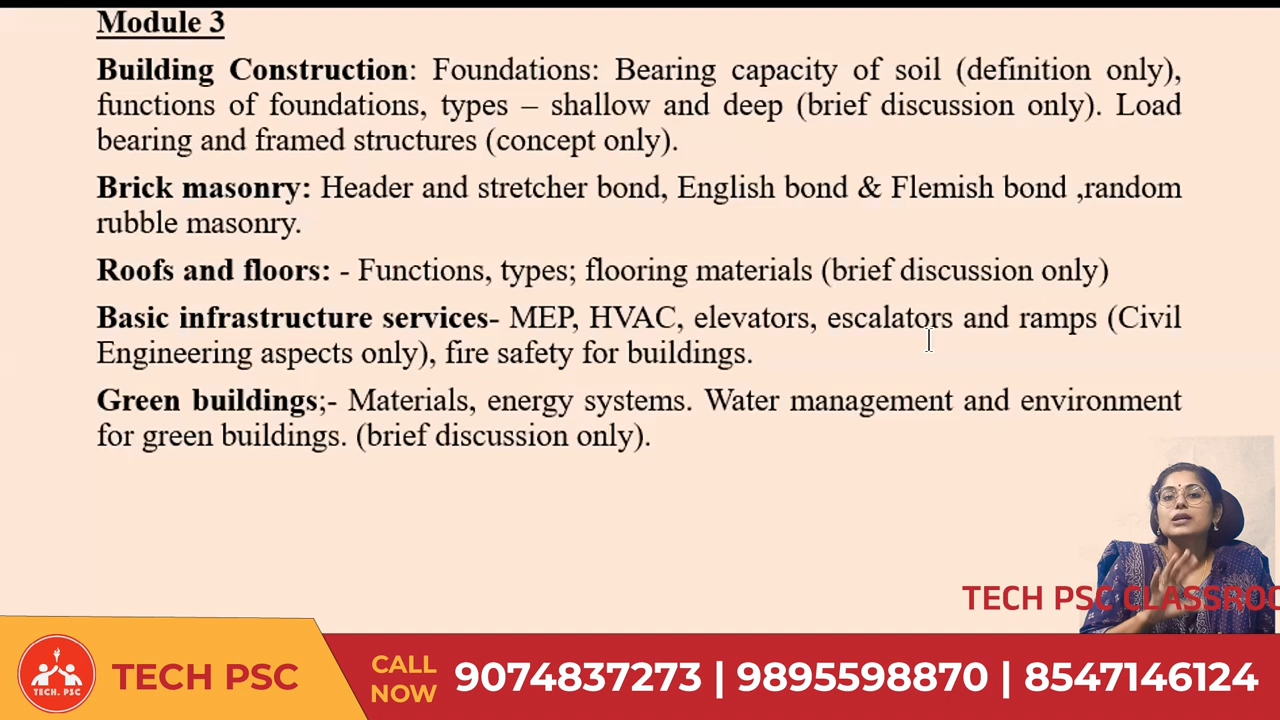 Module 3
Building Construction: Foundations: Bearing capacity of soil (definition only),
functions of foundations, types – shallow and deep (brief discussion only). Load
bearing and framed structures (concept only).
Brick masonry: Header and stretcher bond, English bond & Flemish bond ,random
rubble masonry.
Roofs and floors: - Functions, types; flooring materials (brief discussion only)
Basic infrastructure services- MEP, HVAC, elevators, escalators and ramps (Civil
Engineering aspects only), fire safety for buildings.
Green buildings;- Materials, energy systems. Water management and environment
for green buildings. (brief discussion only).
TECH PSC CLASSROO
TECH. PSC
TECH PSC
CALL
NOW
9074837273 | 9895598870 | 8547146124